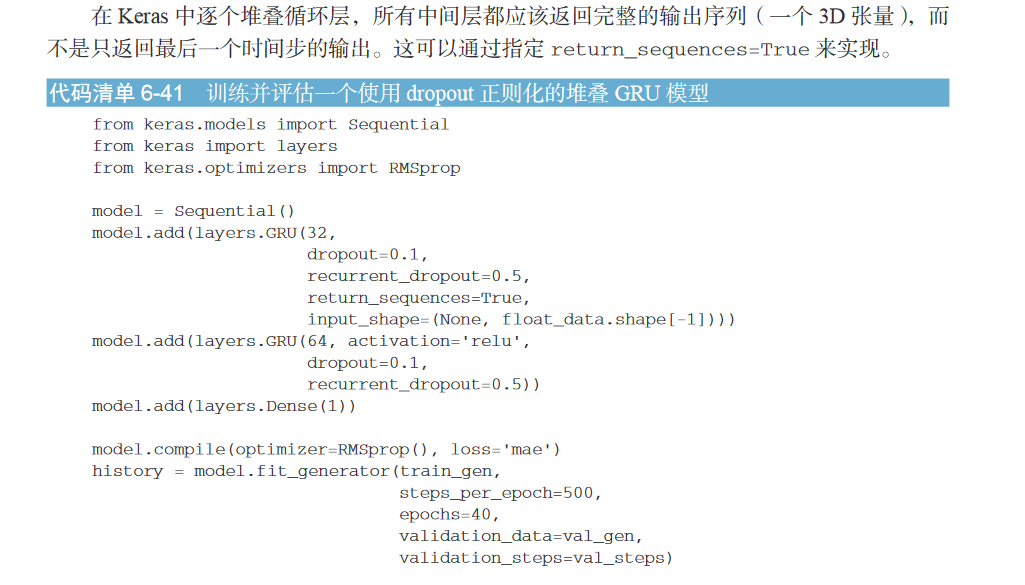 在 Keras 中逐个堆叠循环层，所有中间层都应该返回完整的输出序列（一个 3D 张量），而
不是只返回最后一个时间步的输出。这可以通过指定 return_sequences=True 来实现。
代码清单 6-41 训练并评估一个使用 dropout 正则化的堆叠 GRU 模型
from keras.models import Sequential
from keras import layers
from keras.optimizers import RMSprop
model = Sequential()
model.add(layers.GRU(32,
dropout=0.1,
recurrent_dropout=0.5,
return_sequences=True,
input_shape=(None, float_data.shape[-1])))
model.add(layers.GRU(64, activation='relu',
dropout=0.1,
recurrent_dropout=0.5))
model.add(layers.Dense(1))
model.compile(optimizer=RMSprop(), loss='mae')
history = model.fit_generator(train_gen,
steps_per_epoch=500,
epochs=40,
validation_data=val_gen,
validation_steps=val_steps)